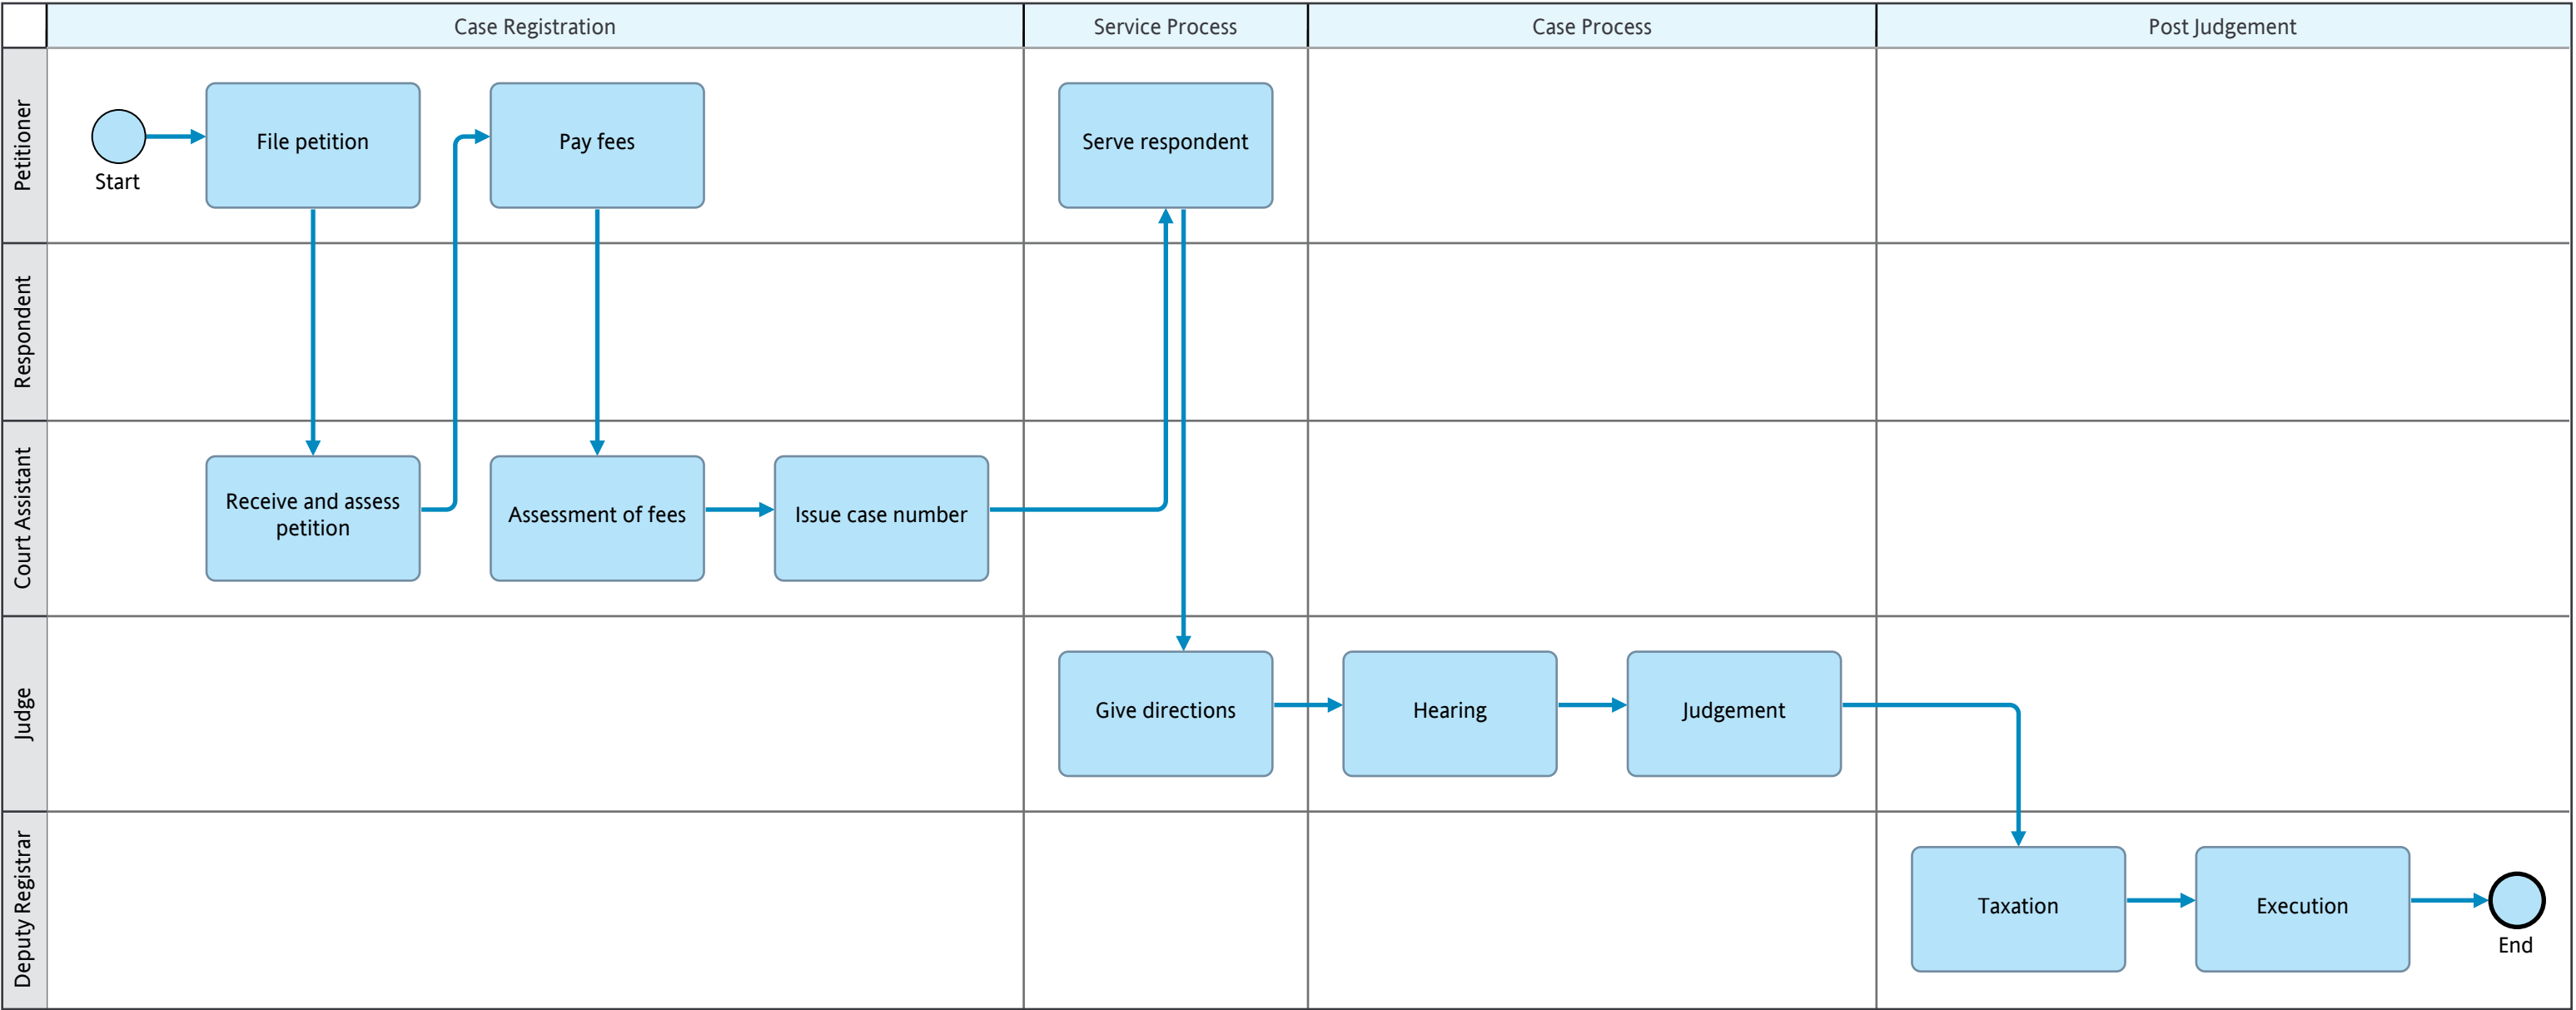 Case Registration
Service Process
Case Process
Post Judgement
Petitioner
Start
File petition
Pay fees
Serve respondent
Respondent
Court Assistant
Receive and assess
petition
Assessment of fees
Issue case number
Judge
Give directions
Hearing
Judgement
Deputy Registrar
Taxation
Execution
End